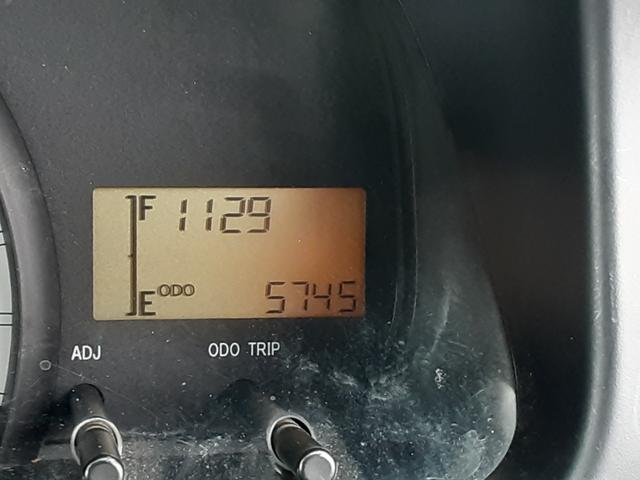 F 1129
E ODO 5745
ADJ ODO TRIP